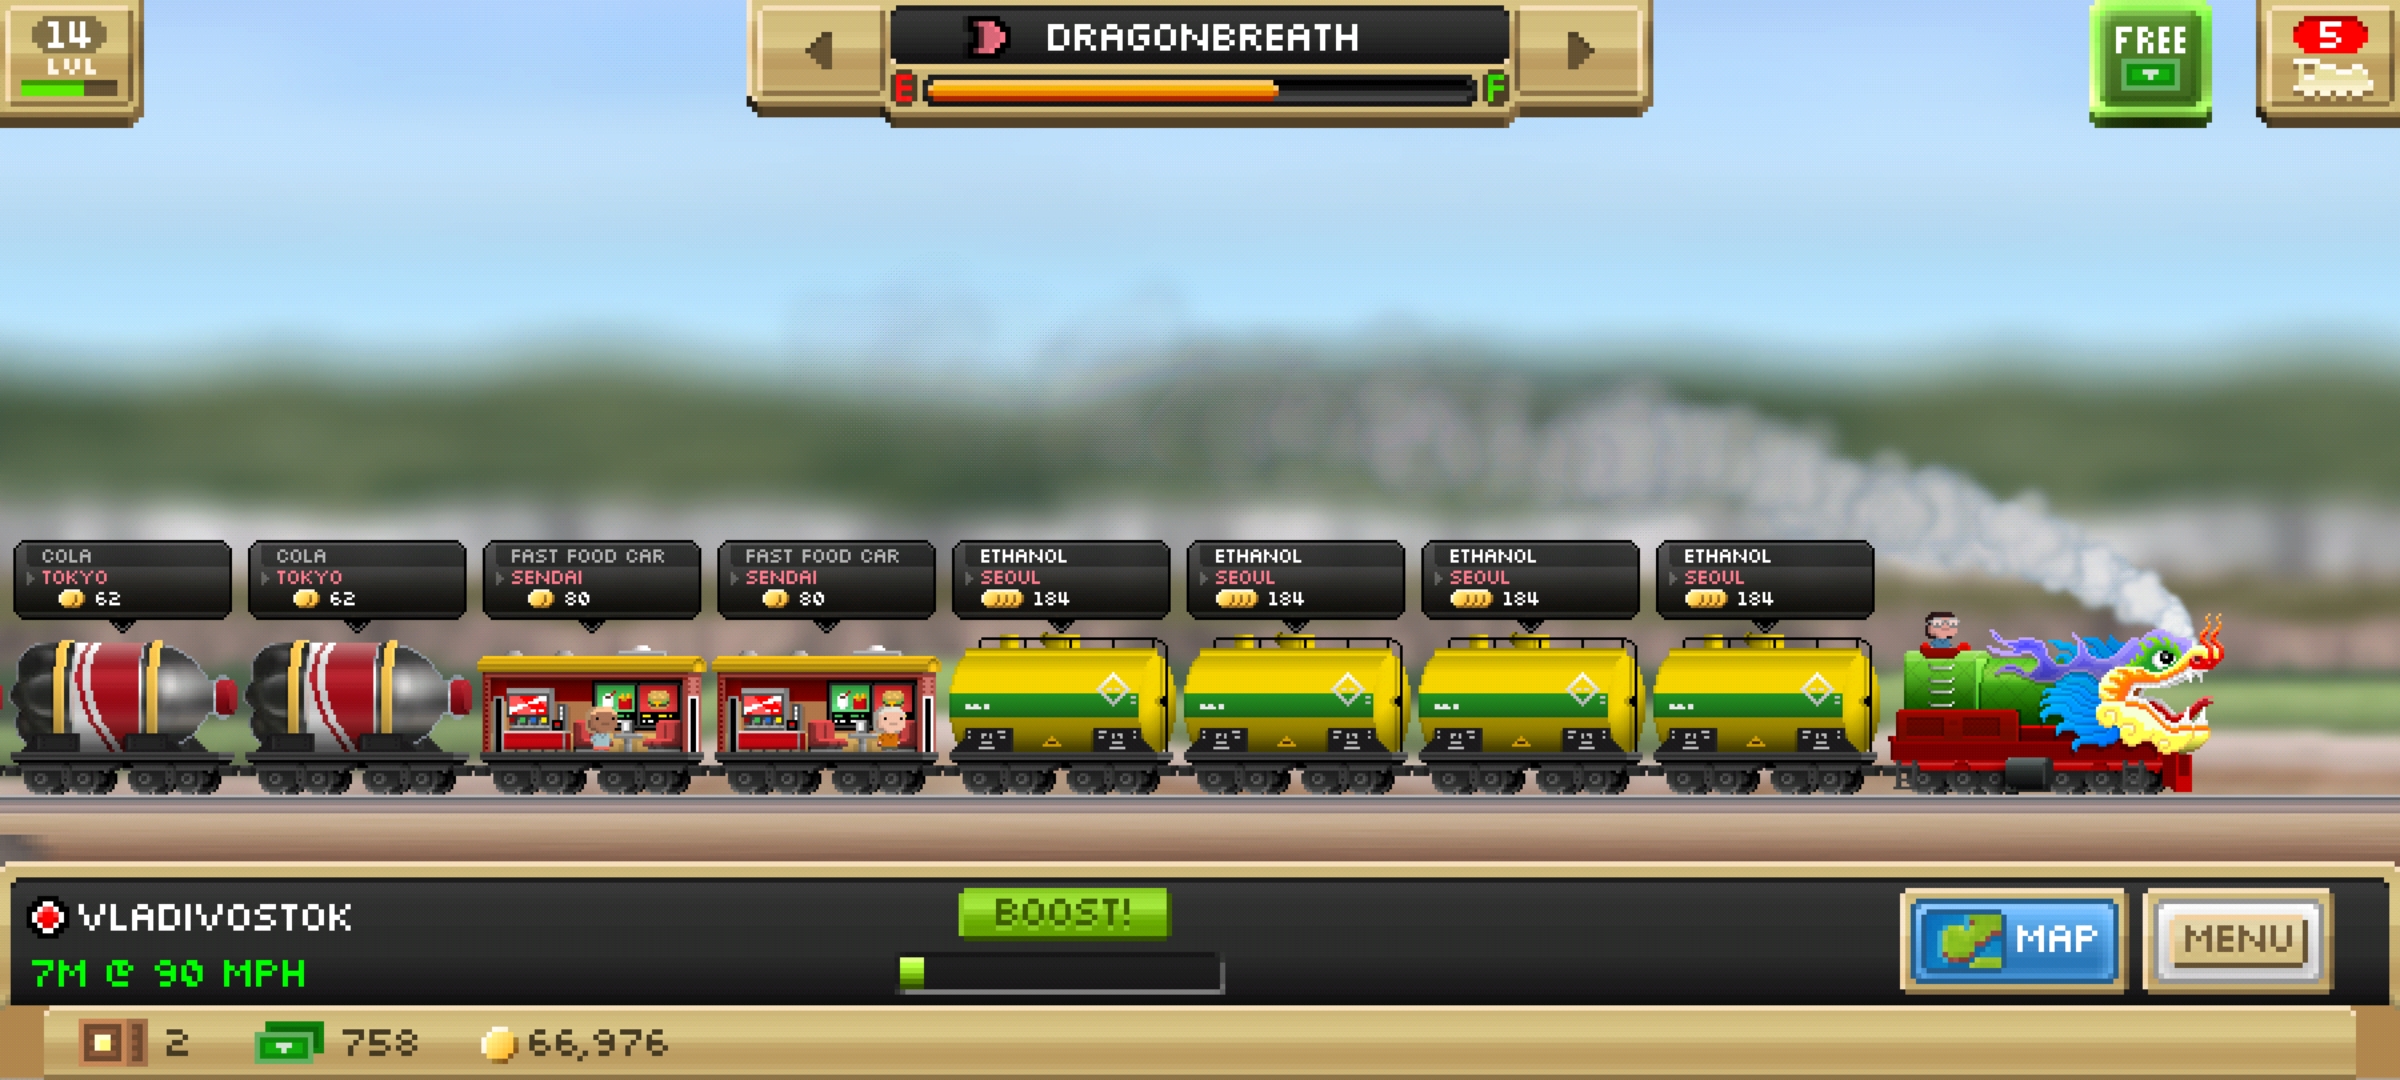 14
LVL
DRAGONBREATH
E F
FREE
5
COLA
TOKYO
62
COLA
TOKYO
62
FAST FOOD CAR
SENDAI
80
FAST FOOD CAR
SENDAI
80
ETHANOL
SEOUL
184
ETHANOL
SEOUL
184
ETHANOL
SEOUL
184
ETHANOL
SEOUL
184
VLADIVOSTOK
7M @ 90 MPH
BOOST!
MAP
MENU
2
758
66,976